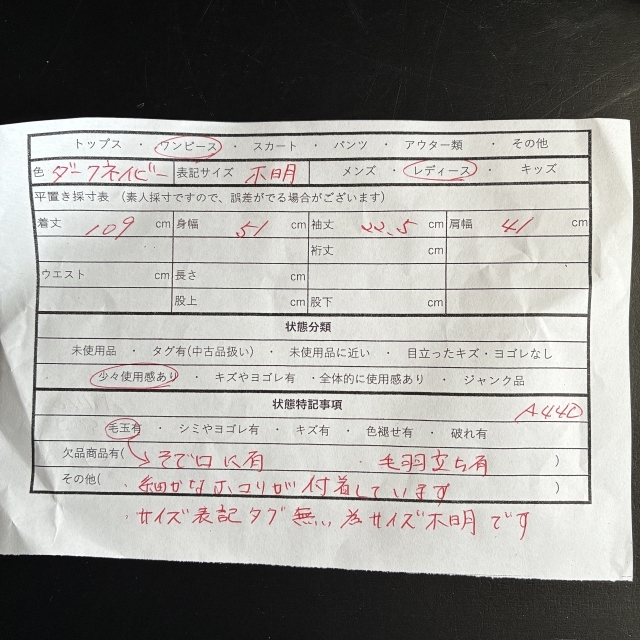 トップス ・ ワンピース ・ スカート ・ パンツ ・ アウター類 ・ その他
色 ダークネイビー 表記サイズ 不明 メンズ ・ レディース ・ キッズ
平置き採寸表 (素人採寸ですので、誤差がでる場合がございます)
着丈 109 cm 身幅 51 cm 袖丈 22.5 cm 肩幅 41 cm
裄丈 cm
ウエスト cm 長さ cm
股上 cm 股下 cm
状態分類
未使用品 ・ タグ有(中古品扱い) ・ 未使用品に近い ・ 目立ったキズ・ヨゴレなし
少々使用感あり ・ キズやヨゴレ有 ・全体的に使用感あり ・ ジャンク品
状態特記事項 A440
毛玉有 ・ シミやヨゴレ有 ・ キズ有 ・ 色褪せ有 ・ 破れ有
欠品商品有( そで口に有 ・毛羽立ち有 )
その他( ・細かなホコリが付着しています )
・サイズ表記タグ無い為サイズ不明です